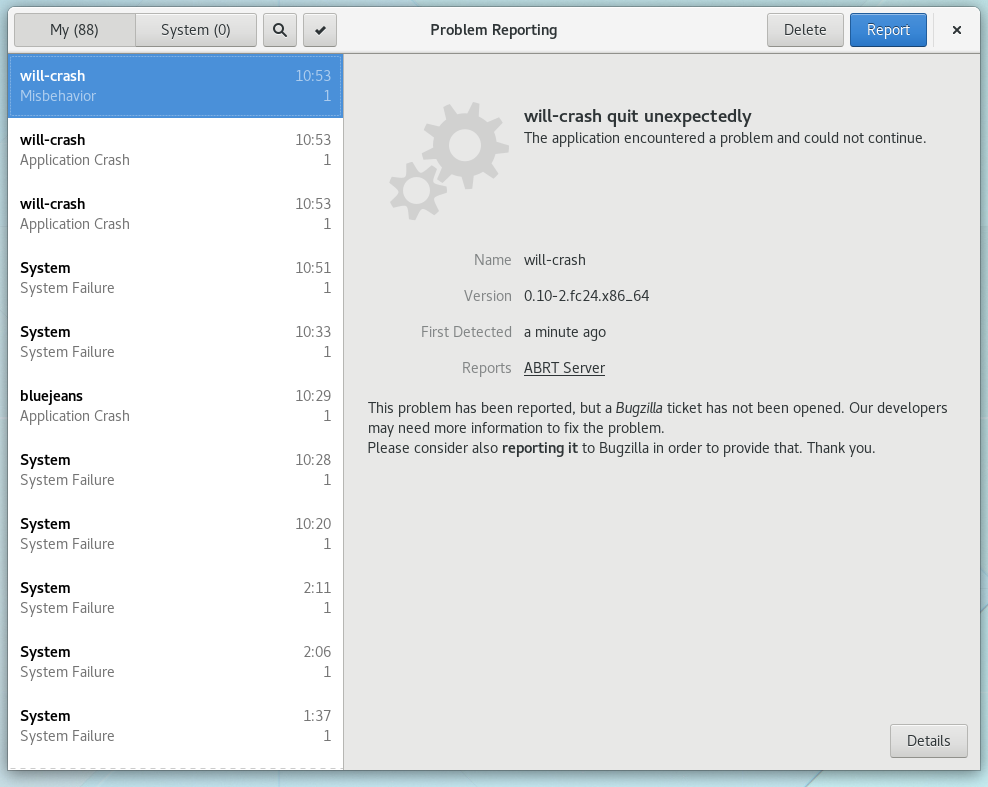 My (88) System (0) Problem Reporting Delete Report
will-crash 10:53
Misbehavior 1
will-crash 10:53
Application Crash 1
will-crash 10:53
Application Crash 1
System 10:51
System Failure 1
System 10:33
System Failure 1
bluejeans 10:29
Application Crash 1
System 10:28
System Failure 1
System 10:20
System Failure 1
System 2:11
System Failure 1
System 2:06
System Failure 1
System 1:37
System Failure 1
will-crash quit unexpectedly
The application encountered a problem and could not continue.
Name will-crash
Version 0.10-2.fc24.x86_64
First Detected a minute ago
Reports ABRT Server
This problem has been reported, but a Bugzilla ticket has not been opened. Our developers
may need more information to fix the problem.
Please consider also reporting it to Bugzilla in order to provide that. Thank you.
Details